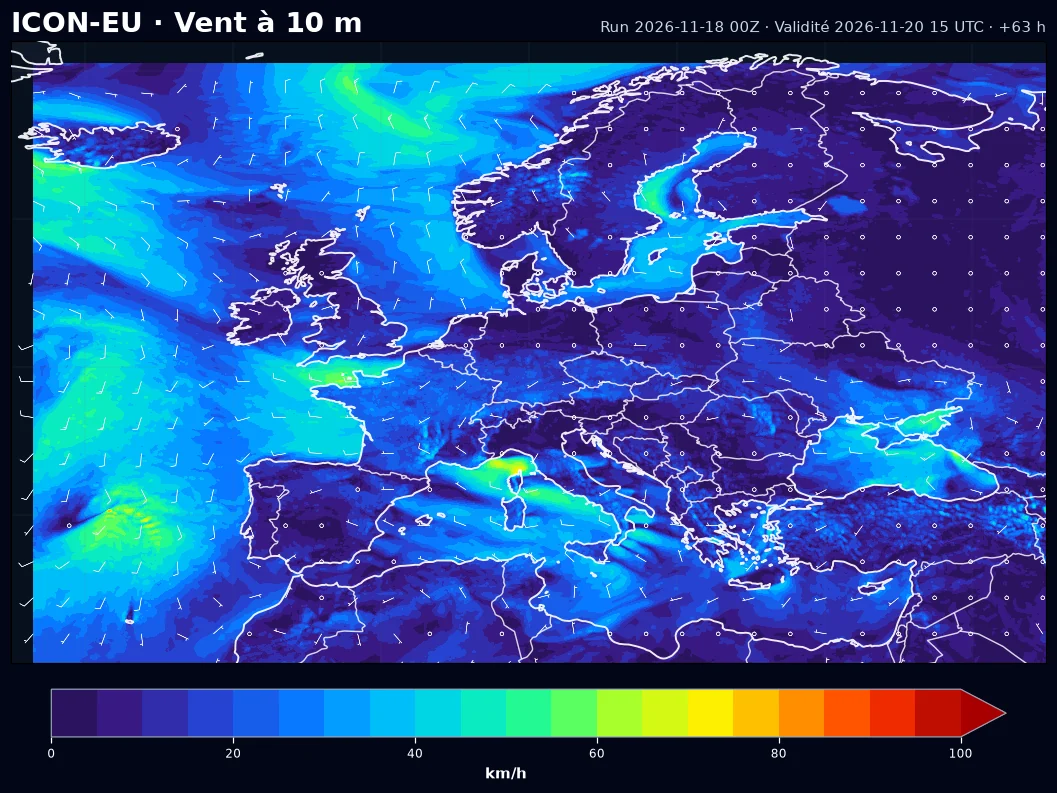 ICON-EU · Vent à 10 m
Run 2026-11-18 00Z · Validité 2026-11-20 15 UTC · +63 h
0 20 40 60 80 100
km/h